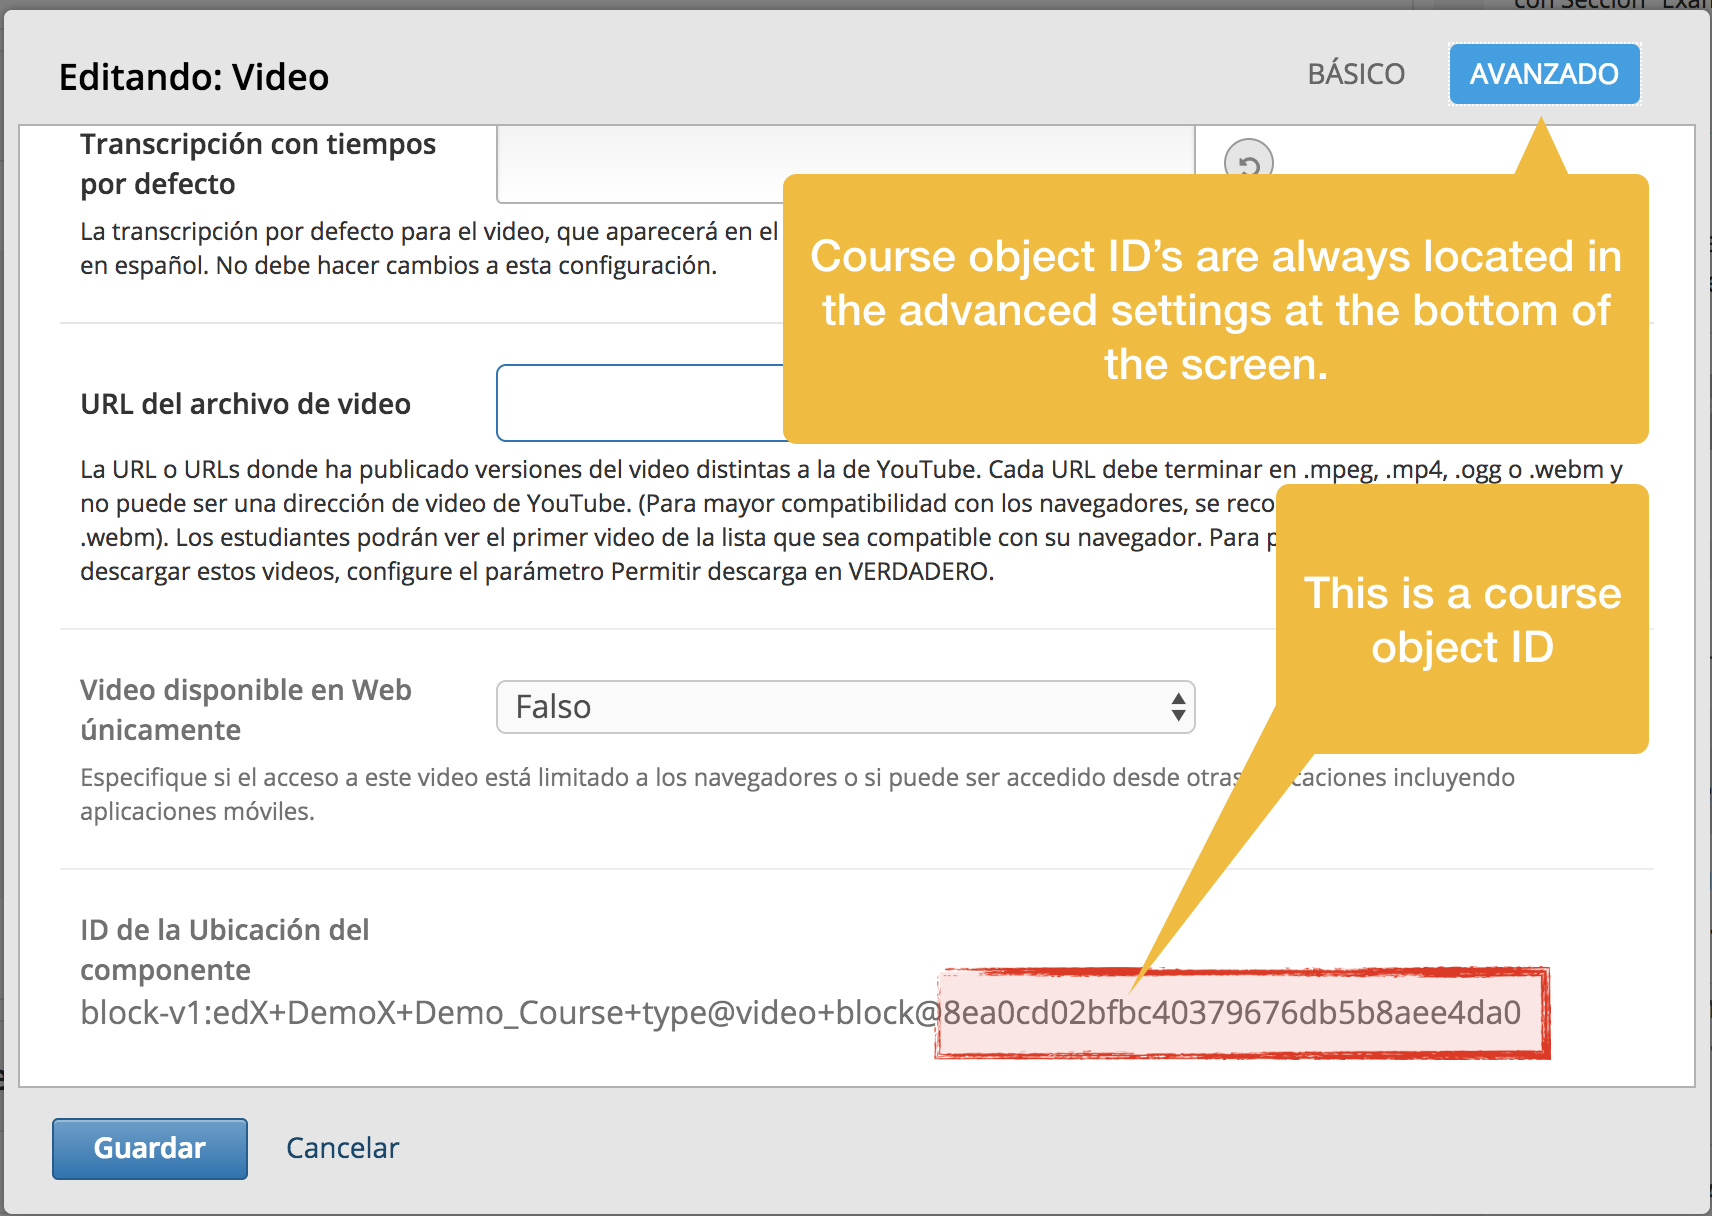 con Sección
Editando: Video
BÁSICO
AVANZADO
Transcripción con tiempos
por defecto
La transcripción por defecto para el video, que aparecerá en el
en español. No debe hacer cambios a esta configuración.
Course object ID’s are always located in
the advanced settings at the bottom of
the screen.
URL del archivo de video
La URL o URLs donde ha publicado versiones del video distintas a la de YouTube. Cada URL debe terminar en .mpeg, .mp4, .ogg o .webm y
no puede ser una dirección de video de YouTube. (Para mayor compatibilidad con los navegadores, se reco
.webm). Los estudiantes podrán ver el primer video de la lista que sea compatible con su navegador. Para p
descargar estos videos, configure el parámetro Permitir descarga en VERDADERO.
This is a course
object ID
Video disponible en Web
únicamente
Falso
Especifique si el acceso a este video está limitado a los navegadores o si puede ser accedido desde otras caciones incluyendo
aplicaciones móviles.
ID de la Ubicación del
componente
block-v1:edX+DemoX+Demo_Course+type@video+block@8ea0cd02bfbc40379676db5b8aee4da0
Guardar
Cancelar